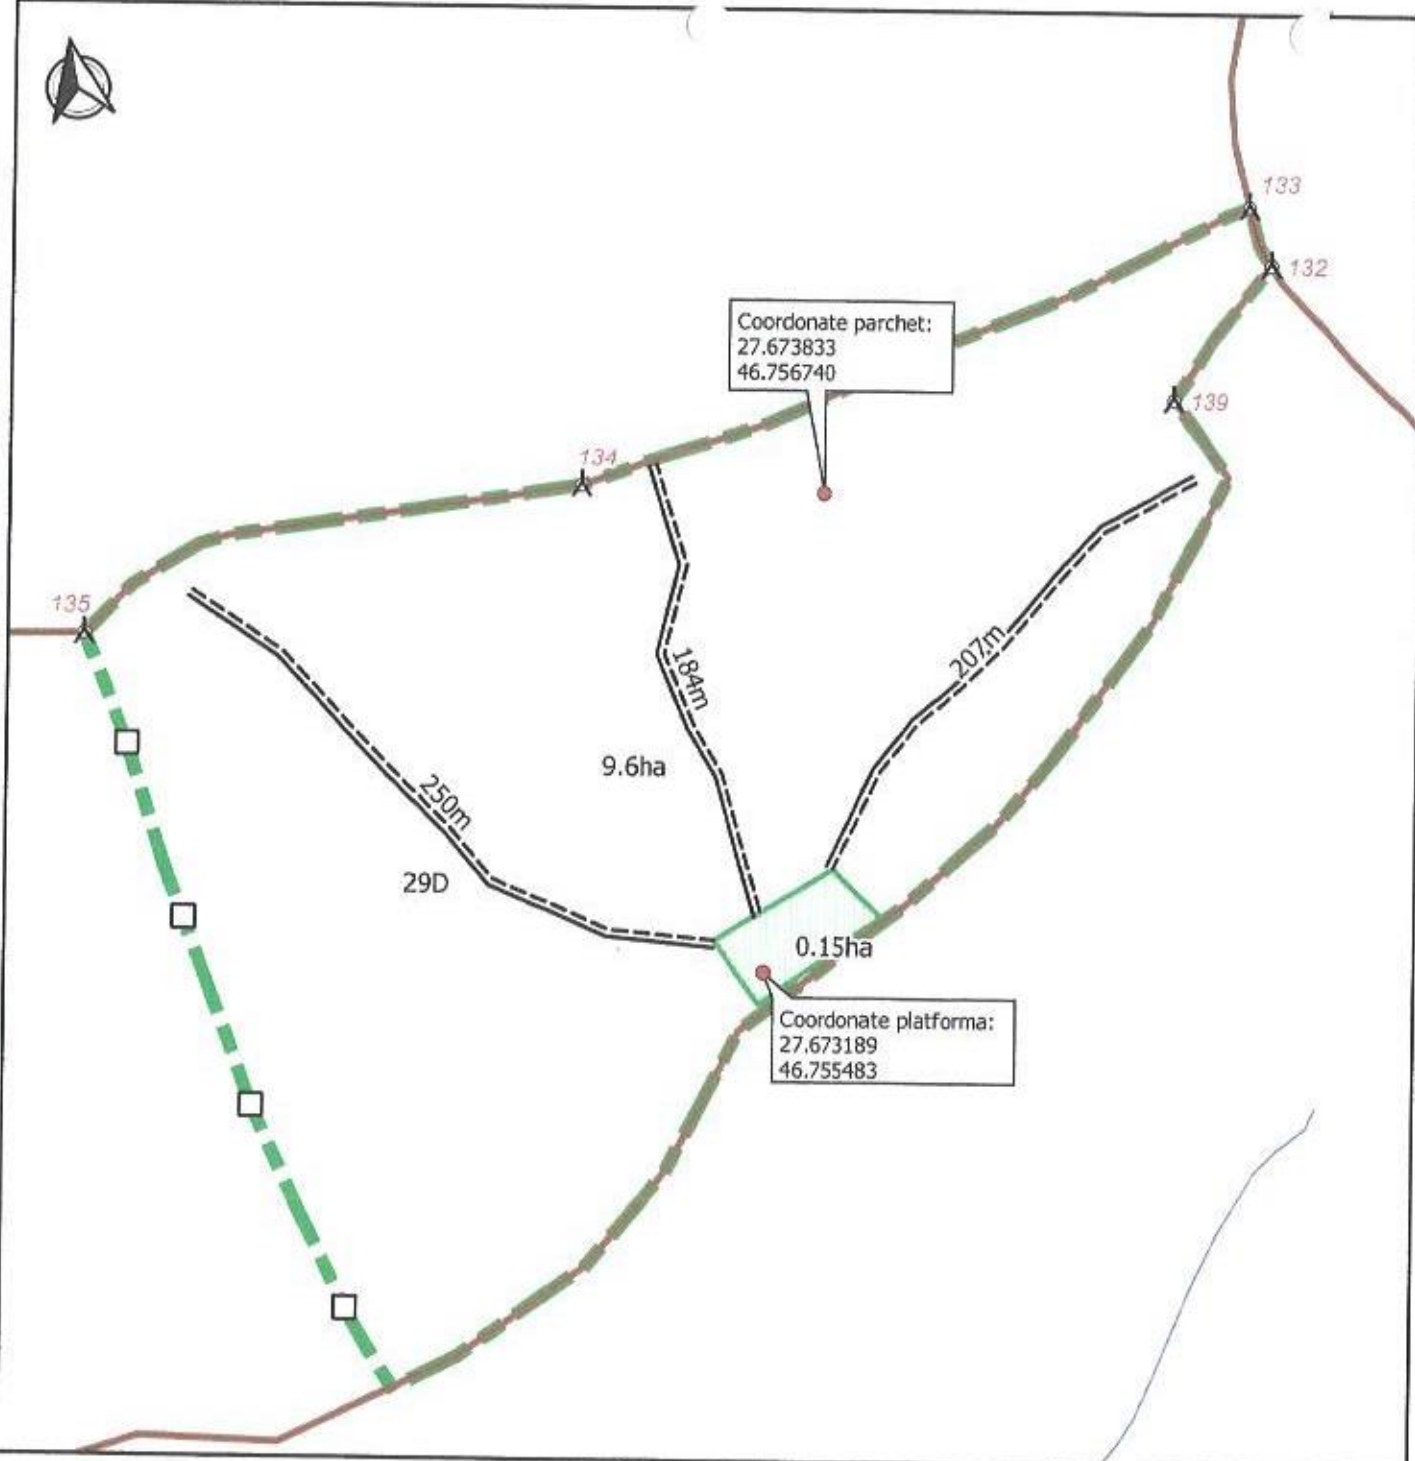 133
132
Coordonate parchet:
27.673833
46.756740
139
134
135
184m
207m
9.6ha
250m
29D
0.15ha
Coordonate platforma:
27.673189
46.755483